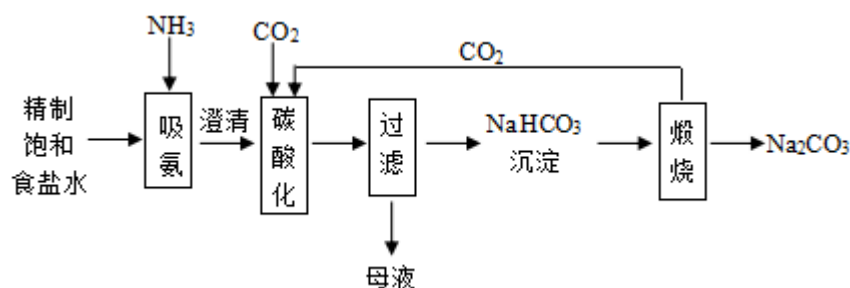 NH3
CO2
CO2
精制
饱和
食盐水
吸氨
澄清
碳酸化
过滤
NaHCO3
沉淀
煅烧
Na2CO3
母液